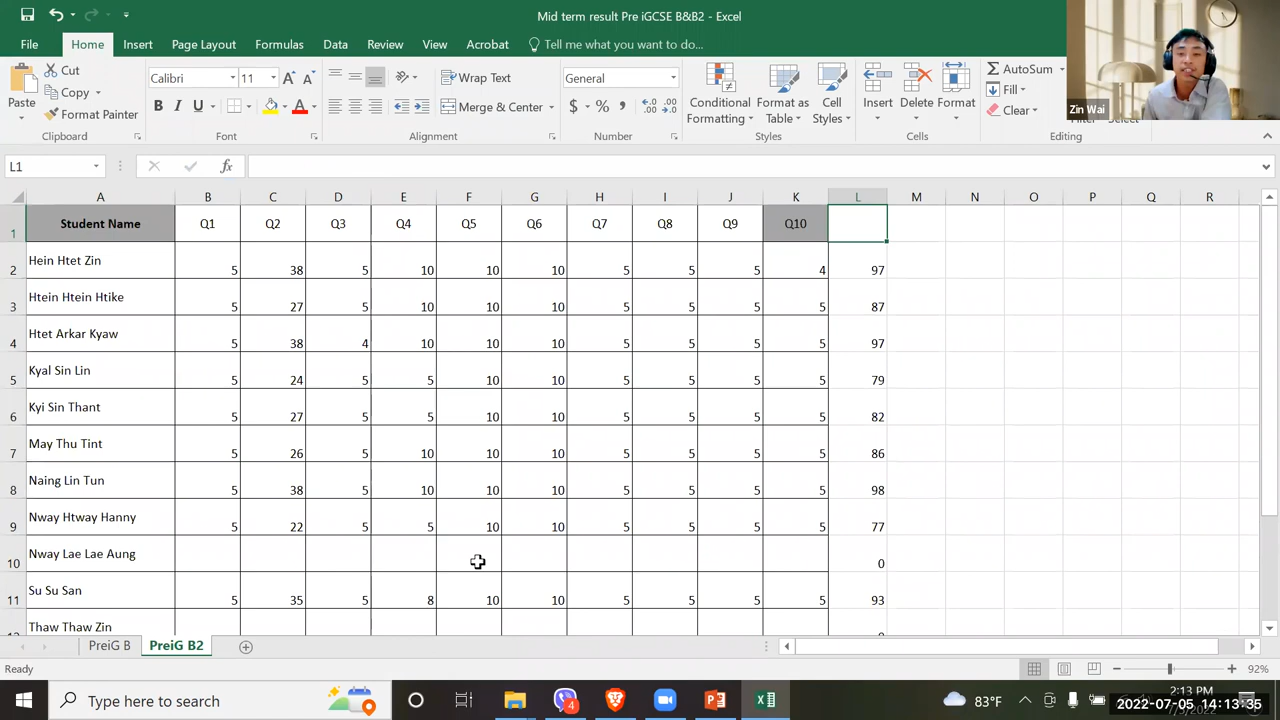 Mid term result Pre iGCSE B&B2 - Excel
File Home Insert Page Layout Formulas Data Review View Acrobat Tell me what you want to do...
Cut
Copy
Paste
Format Painter
Calibri 11
B I U A
Wrap Text
Merge & Center
General
$ % ,
Conditional Formatting
Format as Table
Cell Styles
Insert
Delete
Format
AutoSum
Fill
Clear
Zin Wai
Clipboard Font Alignment Number Styles Cells Editing
L1 fx
A B C D E F G H I J K L M N O P Q R
1 Student Name Q1 Q2 Q3 Q4 Q5 Q6 Q7 Q8 Q9 Q10
2 Hein Htet Zin 5 38 5 10 10 10 5 5 5 4 97
3 Htein Htein Htike 5 27 5 10 10 10 5 5 5 5 87
4 Htet Arkar Kyaw 5 38 4 10 10 10 5 5 5 5 97
5 Kyal Sin Lin 5 24 5 5 10 10 5 5 5 5 79
6 Kyi Sin Thant 5 27 5 5 10 10 5 5 5 5 82
7 May Thu Tint 5 26 5 10 10 10 5 5 5 5 86
8 Naing Lin Tun 5 38 5 10 10 10 5 5 5 5 98
9 Nway Htway Hanny 5 22 5 5 10 10 5 5 5 5 77
10 Nway Lae Lae Aung 0
11 Su Su San 5 35 5 8 10 10 5 5 5 5 93
Thaw Thaw Zin
PreiG B PreiG B2
Ready 92%
Type here to search
4
83°F
2:13 PM
2022-07-05 14:13:35